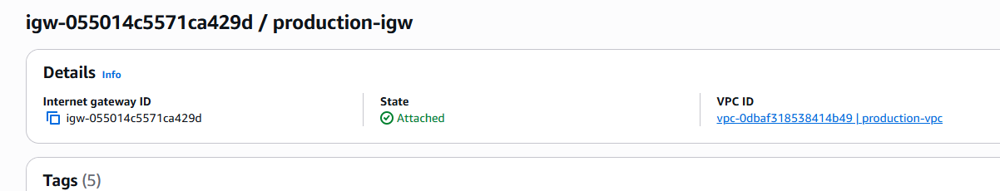 igw-055014c5571ca429d / production-igw
Details Info
Internet gateway ID
igw-055014c5571ca429d
State
Attached
VPC ID
vpc-0dbaf318538414b49 | production-vpc
Tags (5)